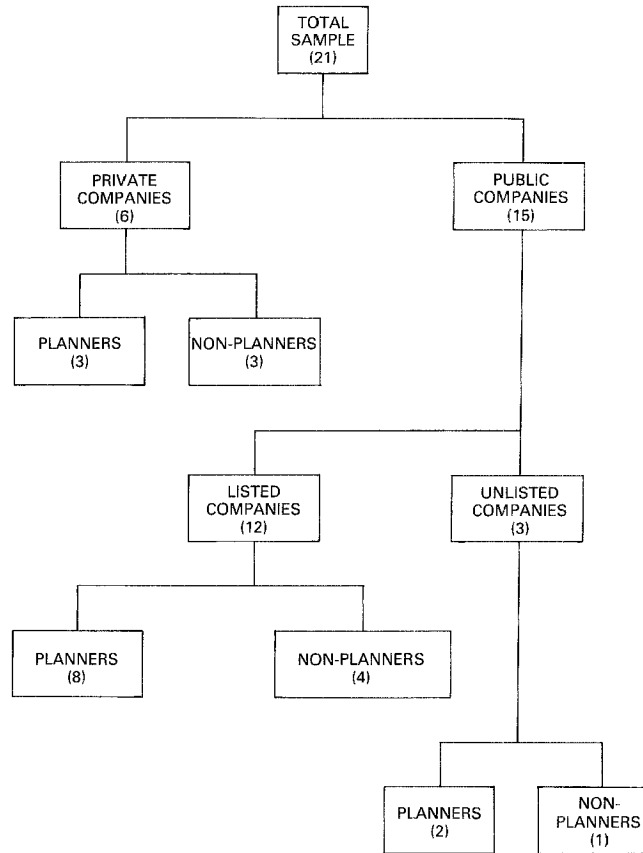 TOTAL
SAMPLE
(21)
PRIVATE
COMPANIES
(6)
PUBLIC
COMPANIES
(15)
PLANNERS
(3)
NON-PLANNERS
(3)
LISTED
COMPANIES
(12)
UNLISTED
COMPANIES
(3)
PLANNERS
(8)
NON-PLANNERS
(4)
PLANNERS
(2)
NON-
PLANNERS
(1)